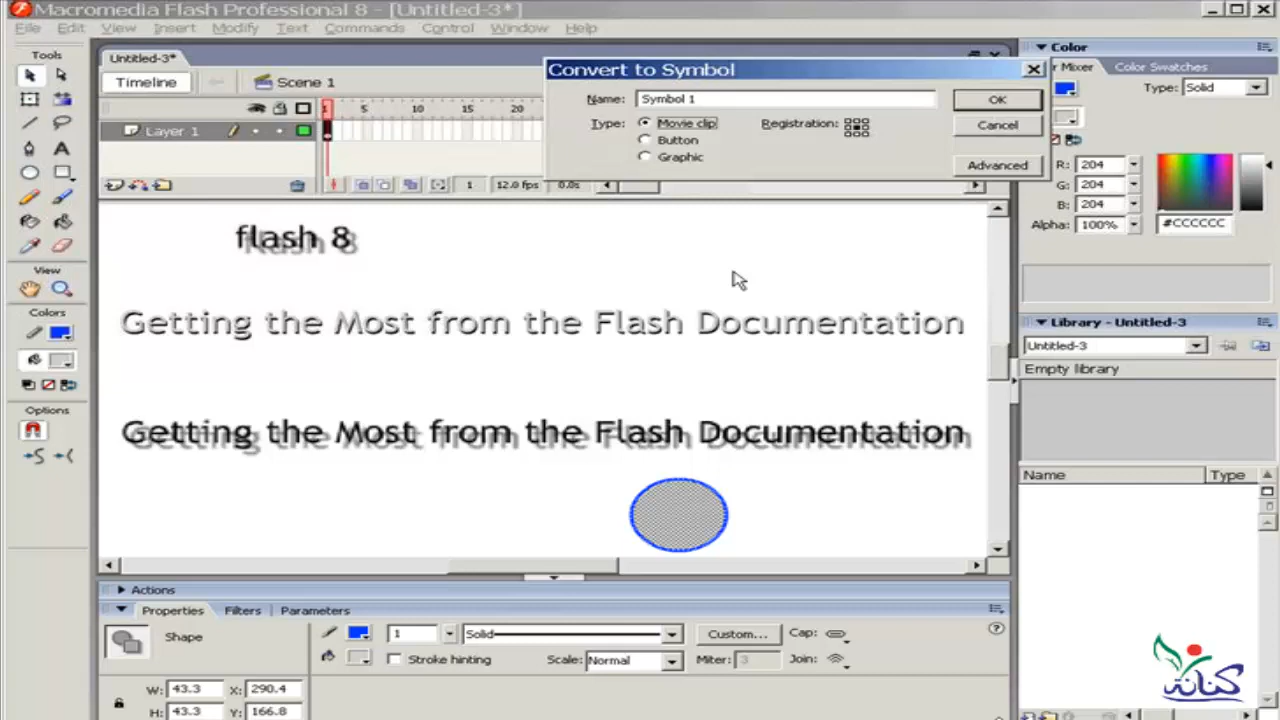 Macromedia Flash Professional 8 - [Untitled-3*]
File Edit View Insert Modify Text Commands Control Window Help
Tools
View
Colors
Options
Untitled-3*
Timeline
Scene 1
5 10 15 20
Layer 1
1 12.0 fps 0.0s
Convert to Symbol
Name: Symbol 1
OK
Type: Movie clip
Registration:
Cancel
Button
Graphic
Advanced
Color
r Mixer Color Swatches
Type: Solid
R: 204
G: 204
B: 204
Alpha: 100% #CCCCCC
Library - Untitled-3
Untitled-3
Empty library
Name Type
flash 8
Getting the Most from the Flash Documentation
Getting the Most from the Flash Documentation
Actions
Properties Filters Parameters
Shape
1 Solid Custom... Cap:
Stroke hinting Scale: Normal Miter: 3 Join:
W: 43.3 X: 290.4
H: 43.3 Y: 166.8
كنانة